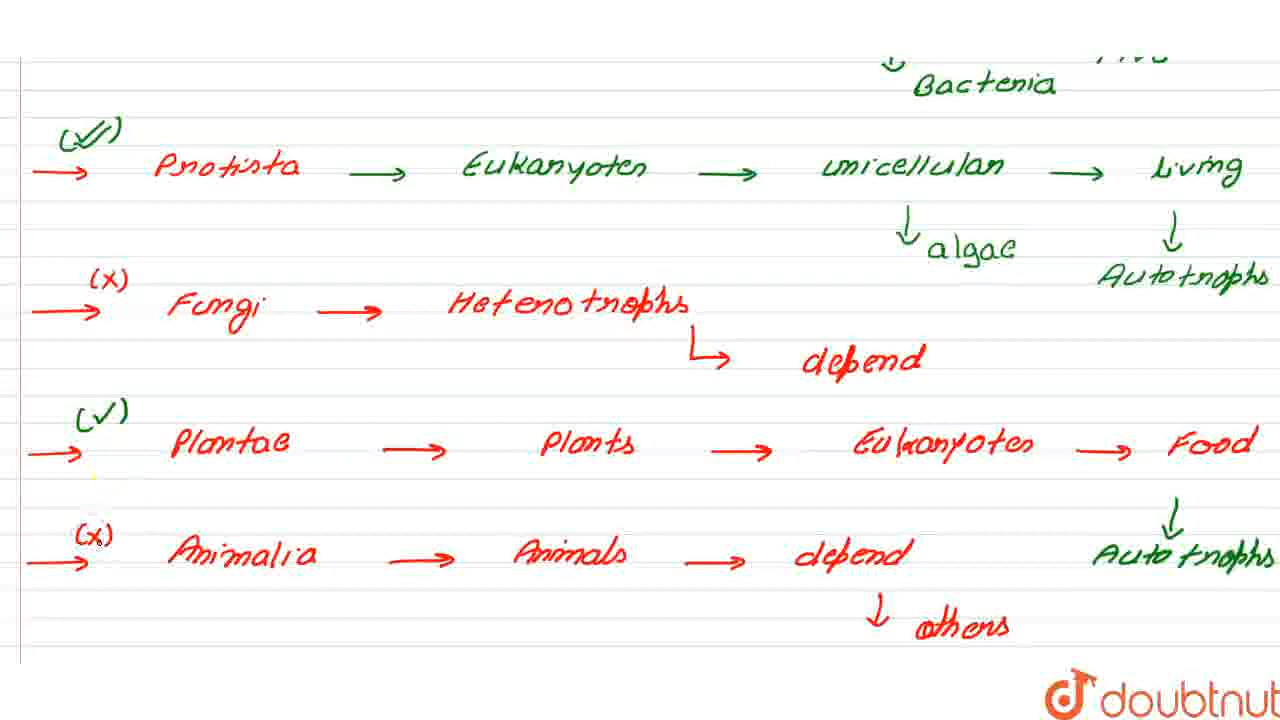 Bacteria
(✓✓)
→ Protista → Eukaryotes → unicellular → Living
↓ algae ↓
Autotrophs
(x)
→ Fungi → Heterotrophs
↳ depend
(✓)
→ Plantae → Plants → Eukaryotes → Food
(x) ↓
→ Animalia → Animals → depend Autotrophs
↓ others
doubtnut